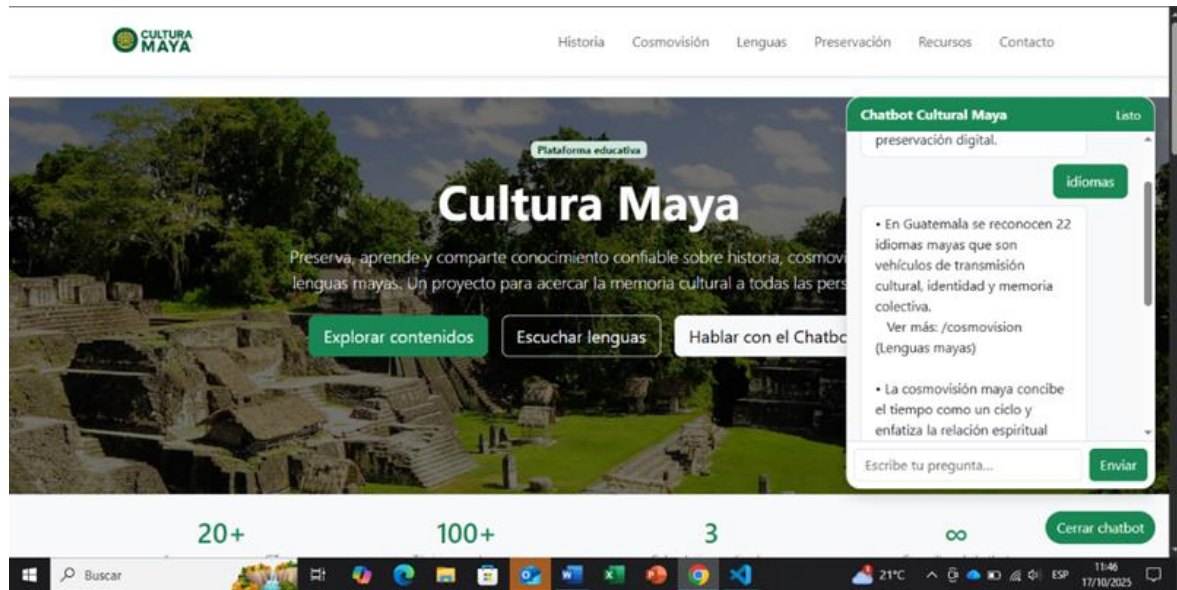 CULTURA
MAYA
Historia Cosmovisión Lenguas Preservación Recursos Contacto
Plataforma educativa
Cultura Maya
Preserva, aprende y comparte conocimiento confiable sobre historia, cosmovi
lenguas mayas. Un proyecto para acercar la memoria cultural a todas las pers
Explorar contenidos Escuchar lenguas Hablar con el Chatbo
Chatbot Cultural Maya Listo
preservación digital.
idiomas
• En Guatemala se reconocen 22
idiomas mayas que son
vehículos de transmisión
cultural, identidad y memoria
colectiva.
Ver más: /cosmovision
(Lenguas mayas)
• La cosmovisión maya concibe
el tiempo como un ciclo y
enfatiza la relación espiritual
Escribe tu pregunta... Enviar
20+ 100+ 3 ∞
Cerrar chatbot
Buscar
21°C ESP 11:46
17/10/2025